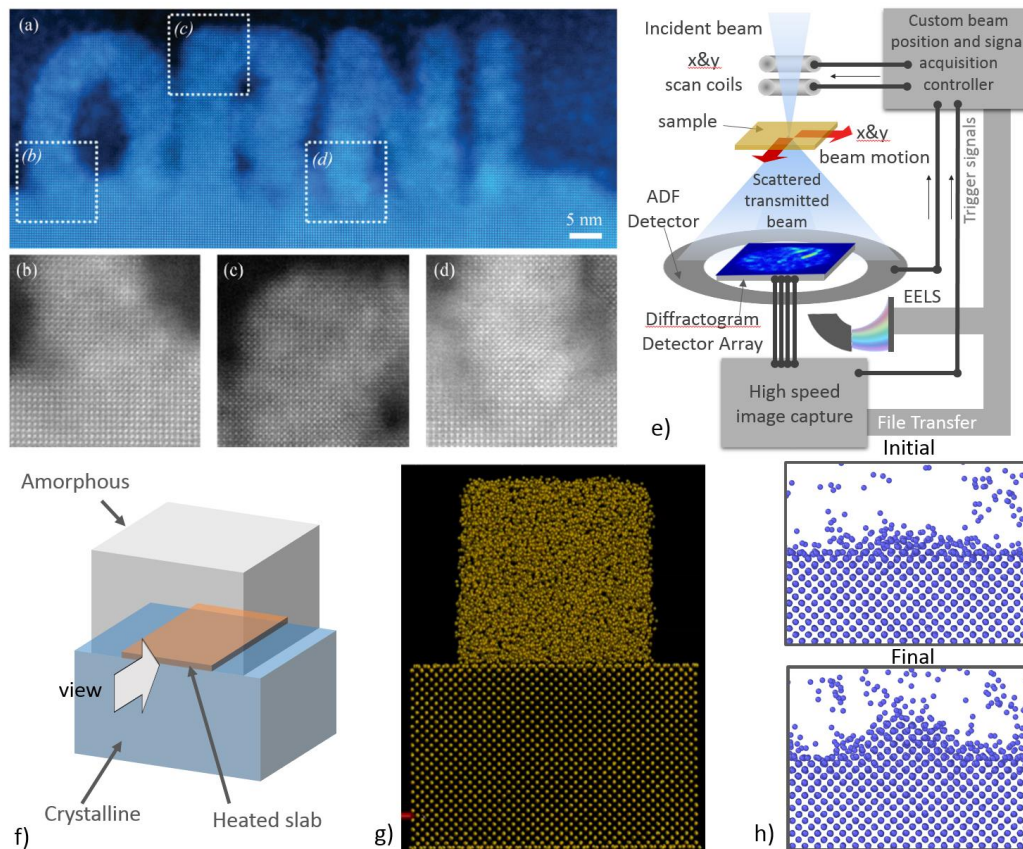 (a)
(c)
(b)
(d)
5 nm
(b)
(c)
(d)
Incident beam
x&y
scan coils
sample
x&y
beam motion
Scattered
transmitted
beam
ADF
Detector
Diffractogram
Detector Array
EELS
Custom beam
position and signal
acquisition
controller
Trigger signals
High speed
image capture
File Transfer
e)
Amorphous
view
Crystalline
Heated slab
f)
g)
Initial
Final
h)